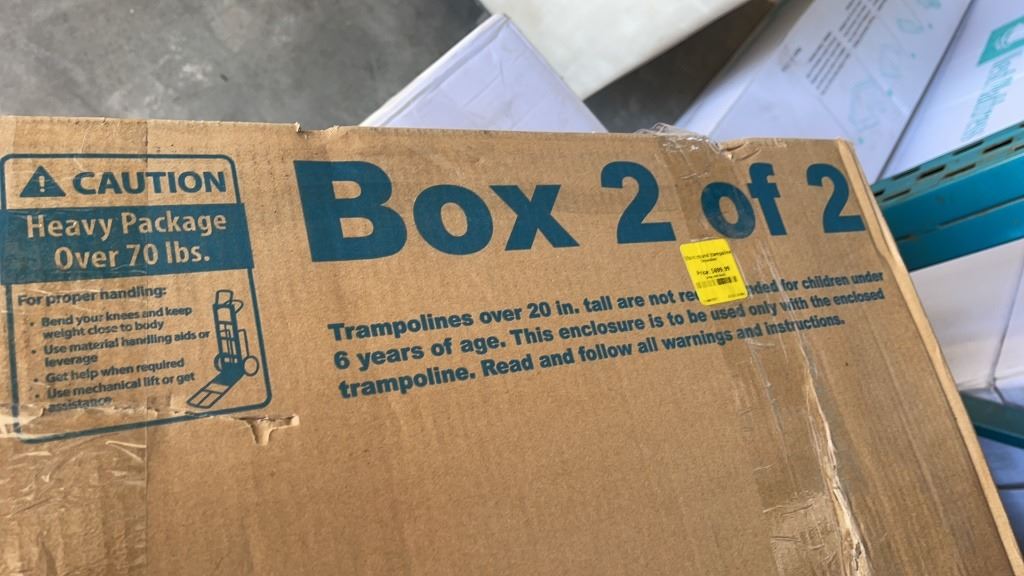 CAUTION
Heavy Package
Over 70 lbs.
For proper handling:
• Bend your knees and keep
weight close to body
• Use material handling aids or
leverage
• Get help when required
• Use mechanical lift or get
assistance
Box 2 of 2
Trampolines over 20 in. tall are not for children under
6 years of age. This enclosure is to be used only with the enclosed
trampoline. Read and follow all warnings and instructions.
Price: